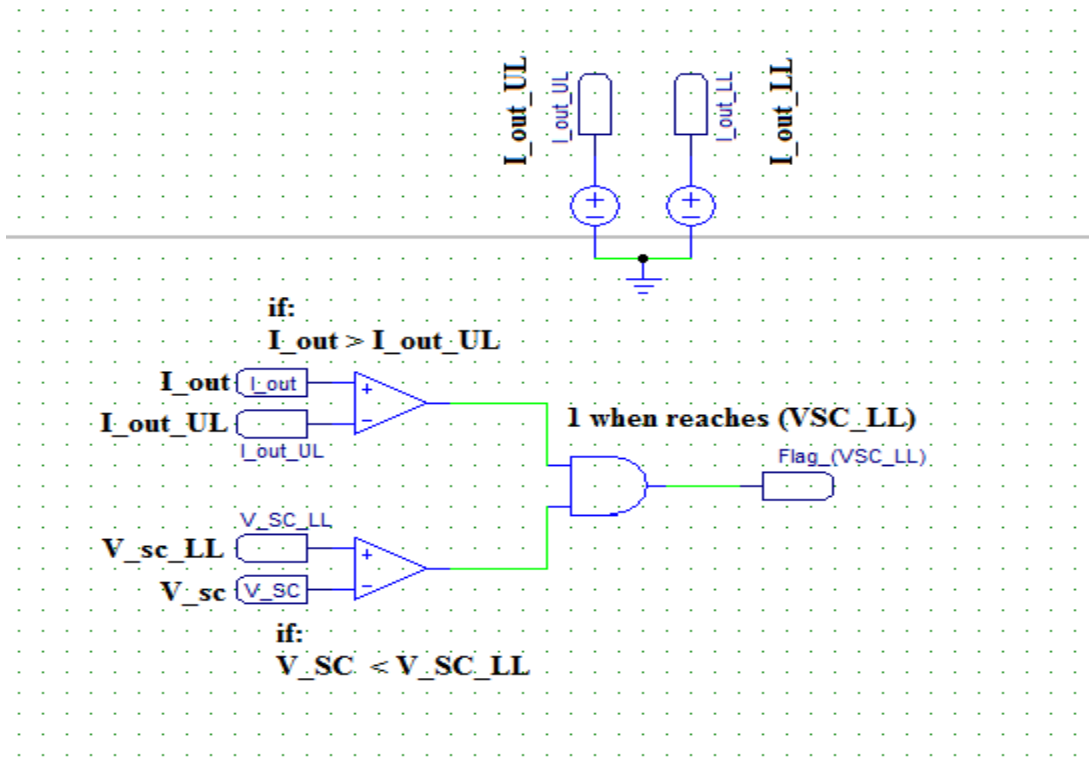 I_out_UL
I_out_UL
I_out_LL
I_out_LL
if:
I_out > I_out_UL
I_out
I_out
I_out_UL
I_out_UL
1 when reaches (VSC_LL)
Flag_(VSC_LL)
V_SC_LL
V_sc_LL
V_sc
V_SC
if:
V_SC < V_SC_LL